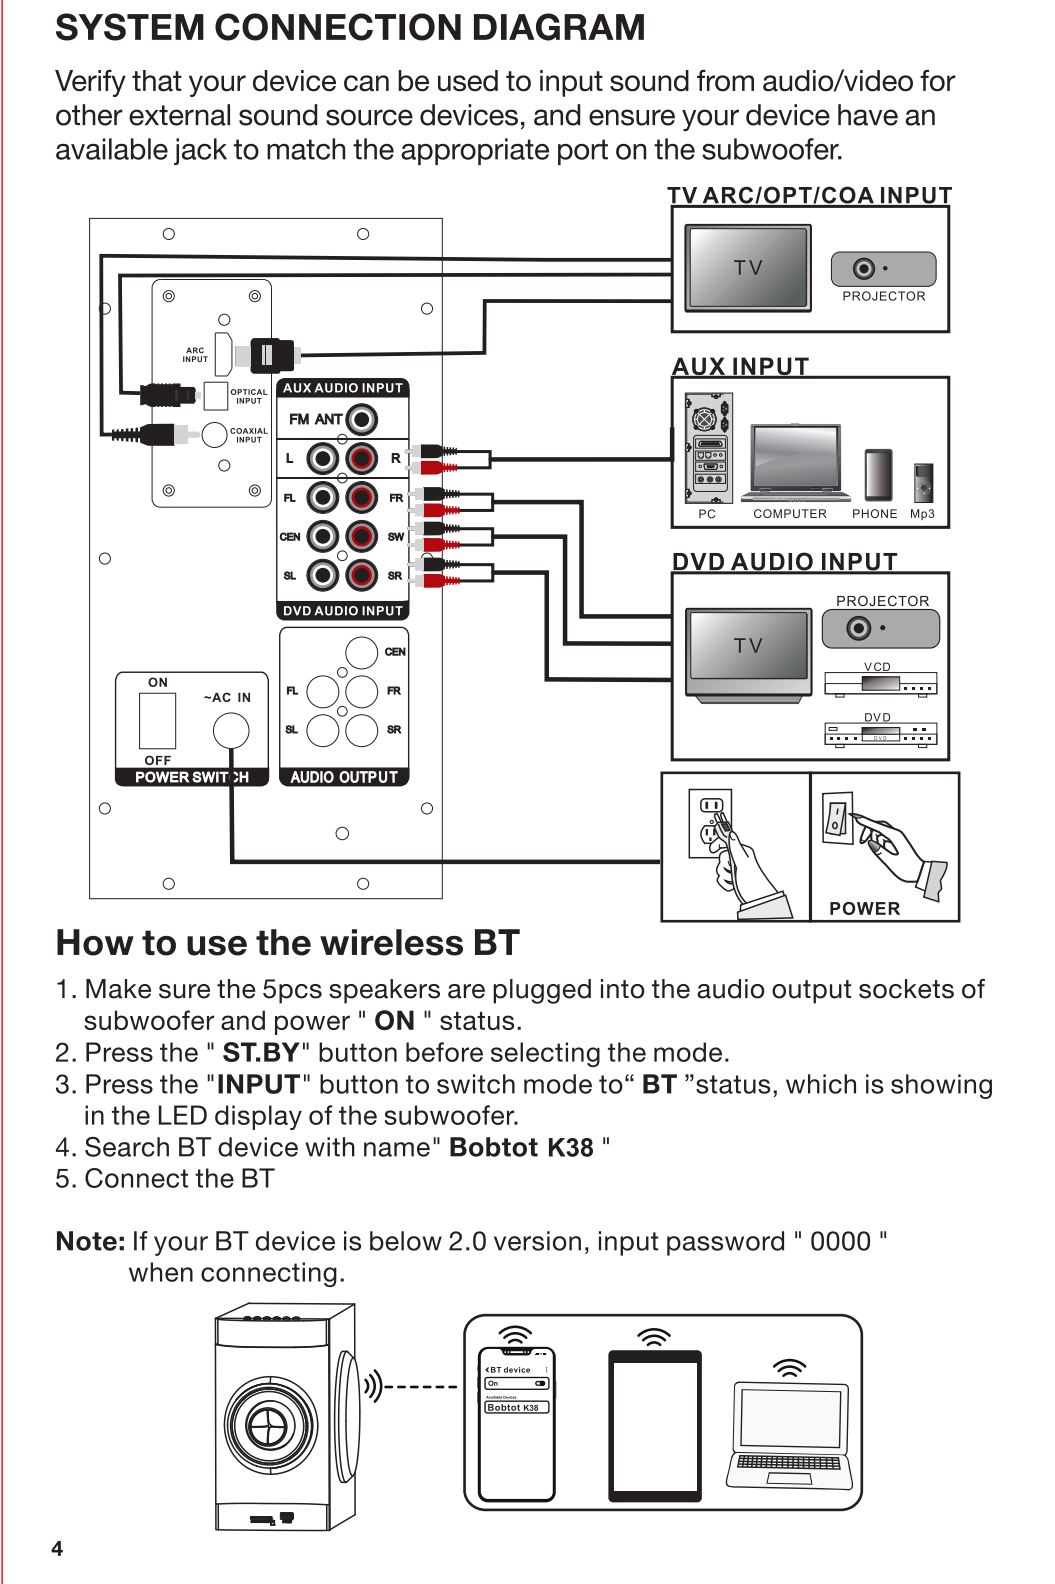 SYSTEM CONNECTION DIAGRAM
Verify that your device can be used to input sound from audio/video for
other external sound source devices, and ensure your device have an
available jack to match the appropriate port on the subwoofer.
TV ARC/OPT/COA INPUT
TV
PROJECTOR
ARC
INPUT
OPTICAL
INPUT
COAXIAL
INPUT
AUX INPUT
PC
COMPUTER
PHONE
Mp3
AUX AUDIO INPUT
FM ANT
L R
FL FR
CEN SW
SL SR
DVD AUDIO INPUT
DVD AUDIO INPUT
TV
PROJECTOR
VCD
DVD
DVD
CEN
FL FR
SL SR
AUDIO OUTPUT
ON
~AC IN
OFF
POWER SWITCH
POWER
How to use the wireless BT
1. Make sure the 5pcs speakers are plugged into the audio output sockets of
subwoofer and power " ON " status.
2. Press the " ST.BY" button before selecting the mode.
3. Press the "INPUT" button to switch mode to“ BT ”status, which is showing
in the LED display of the subwoofer.
4. Search BT device with name" Bobtot K38 "
5. Connect the BT
Note: If your BT device is below 2.0 version, input password " 0000 "
when connecting.
BT device
On
Available Devices
Bobtot K38
4